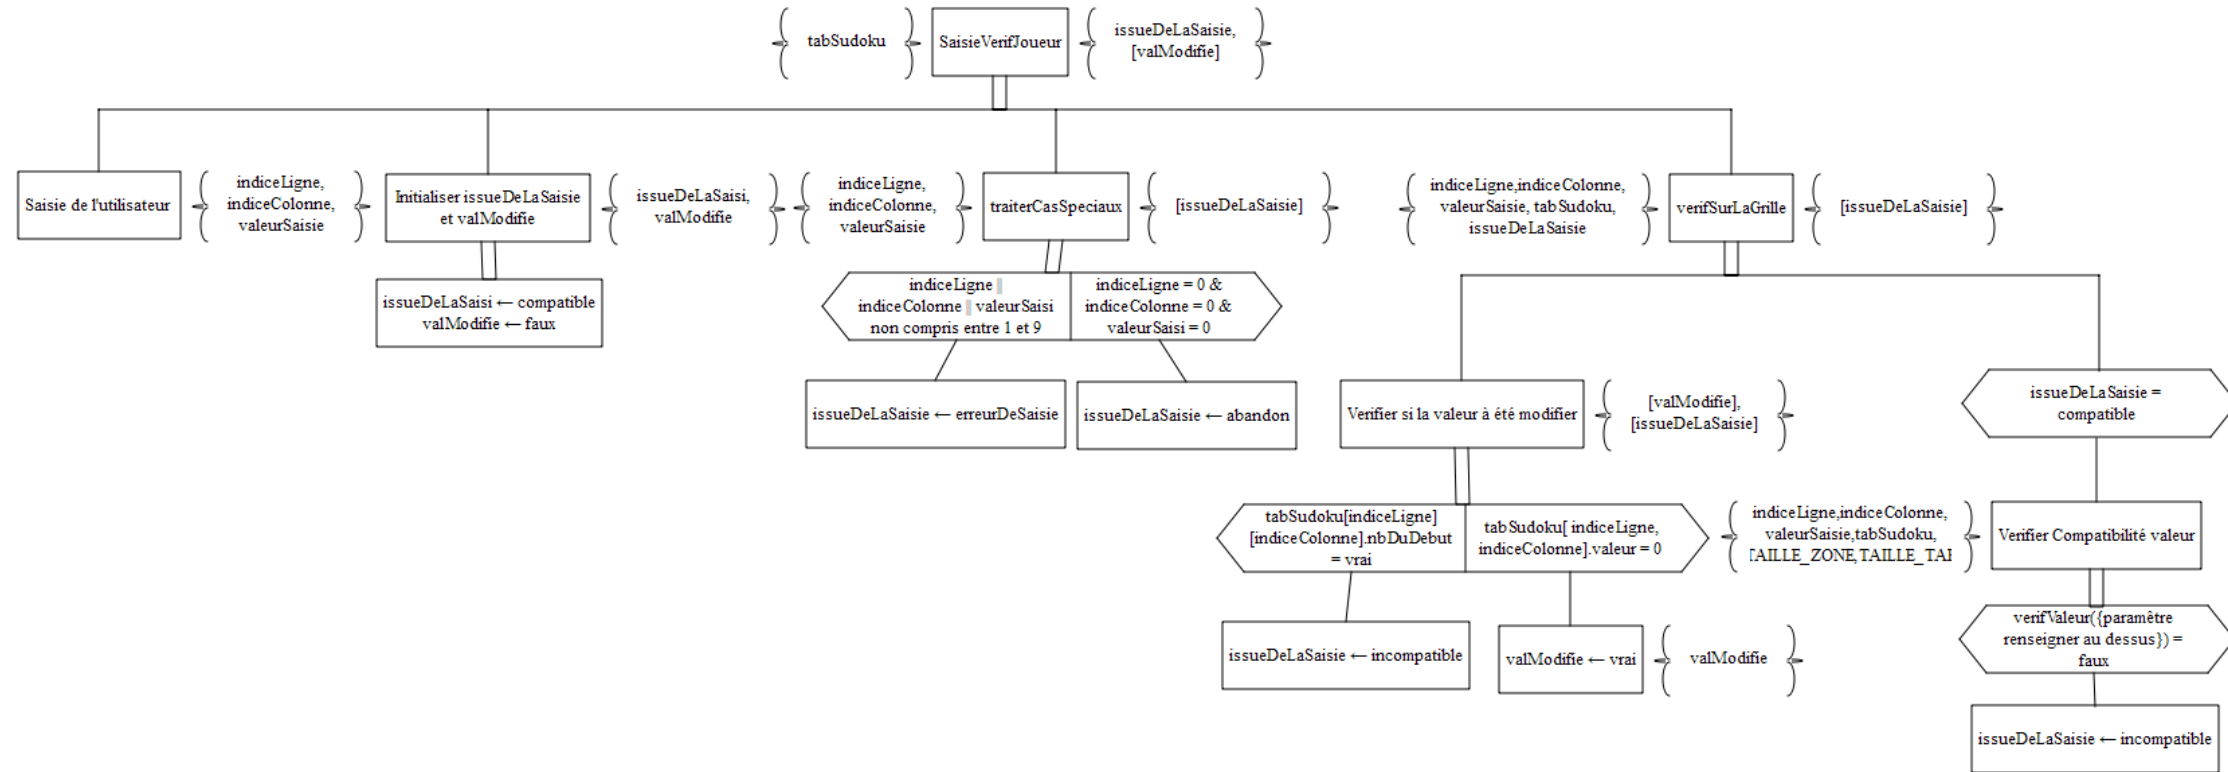 tabSudoku
SaisieVerifJoueur
issueDeLaSaisie,
[valModifie]
Saisie de l'utilisateur
indiceLigne,
indiceColonne,
valeurSaisie
Initialiser issueDeLaSaisie
et valModifie
issueDeLaSaisi,
valModifie
indiceLigne,
indiceColonne,
valeurSaisie
traiterCasSpeciaux
[issueDeLaSaisie]
indiceLigne,indiceColonne,
valeurSaisie, tabSudoku,
issueDeLaSaisie
verifSurLaGrille
[issueDeLaSaisie]
issueDeLaSaisi ← compatible
valModifie ← faux
indiceLigne ||
indiceColonne || valeurSaisi
non compris entre 1 et 9
indiceLigne = 0 &
indiceColonne = 0 &
valeurSaisi = 0
issueDeLaSaisie ← erreurDeSaisie
issueDeLaSaisie ← abandon
Verifier si la valeur à été modifier
[valModifie],
[issueDeLaSaisie]
issueDeLaSaisie =
compatible
tabSudoku[indiceLigne]
[indiceColonne].nbDuDebut
= vrai
tabSudoku[ indiceLigne,
indiceColonne].valeur = 0
indiceLigne,indiceColonne,
valeurSaisie,tabSudoku,
TAILLE_ZONE,TAILLE_TAB
Verifier Compatibilité valeur
issueDeLaSaisie ← incompatible
valModifie ← vrai
valModifie
verifValeur({paramêtre
renseigner au dessus}) =
faux
issueDeLaSaisie ← incompatible